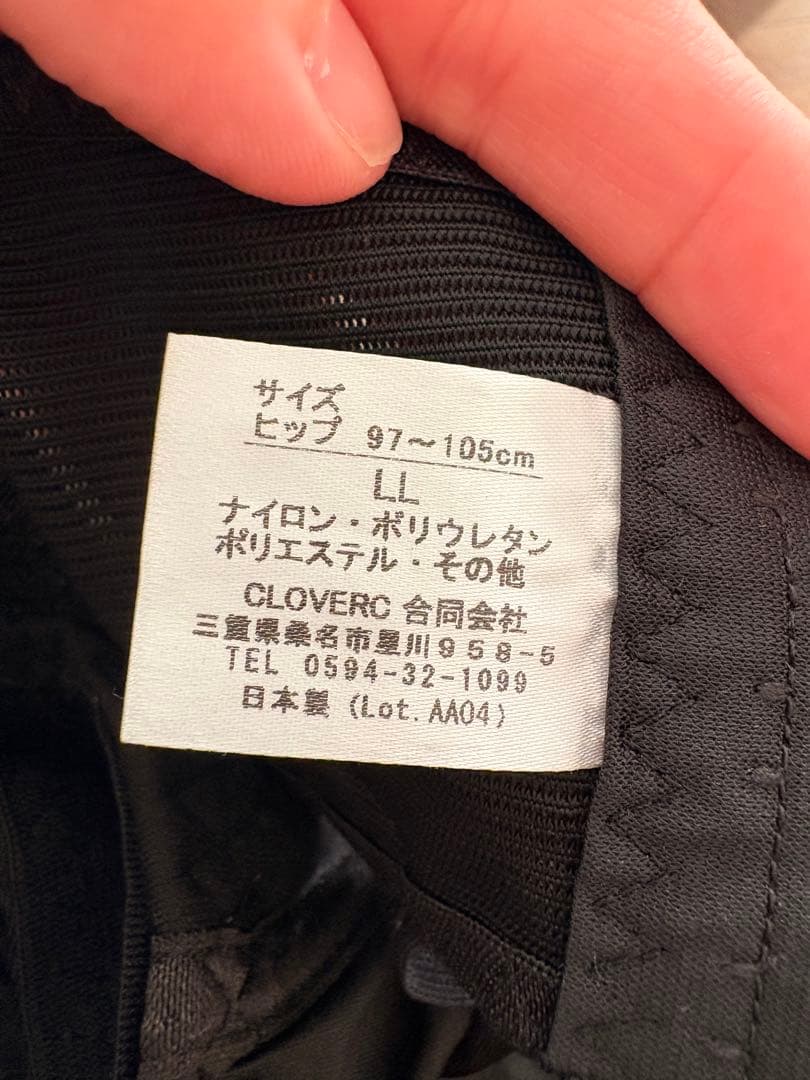 サイズ
ヒップ 97～105cm
LL
ナイロン・ポリウレタン
ポリエステル・その他
CLOVERC 合同会社
三重県桑名市星川958-5
TEL 0594-32-1099
日本製 (Lot.AA04)